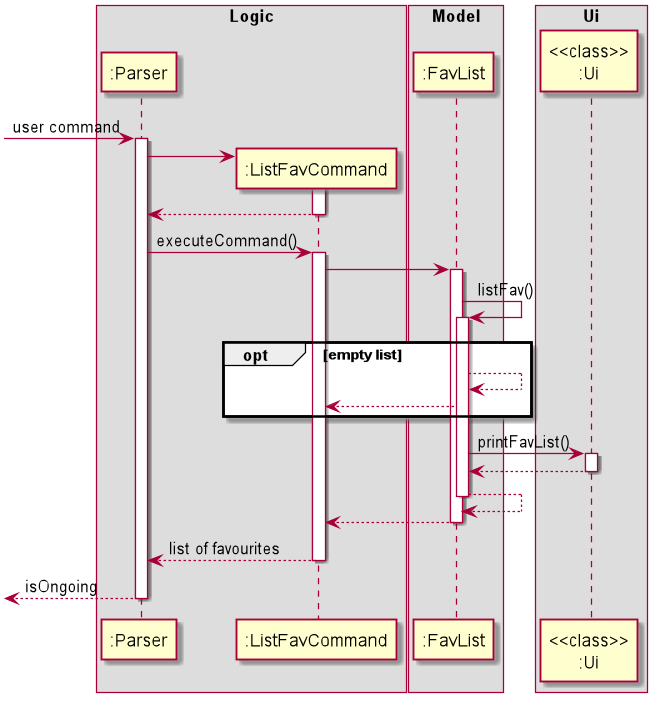 Logic
Model
Ui
:Parser
:FavList
<<class>>
:Ui
user command
:ListFavCommand
executeCommand()
listFav()
opt
[empty list]
printFavList()
list of favourites
isOngoing
:Parser
:ListFavCommand
:FavList
<<class>>
:Ui